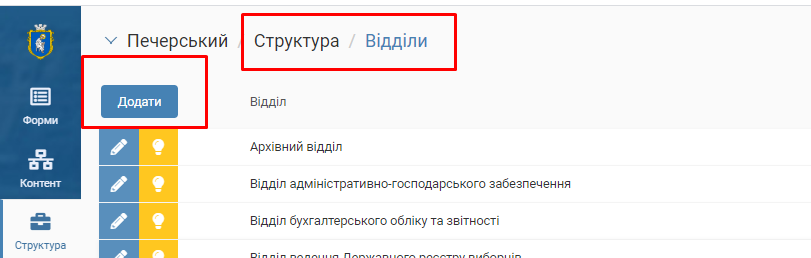 Печерський / Структура / Відділи
Додати
Відділ
Форми
Архівний відділ
Контент
Відділ адміністративно-господарського забезпечення
Відділ бухгалтерського обліку та звітності
Структура
Відділ ведення Державного реєстру виборців